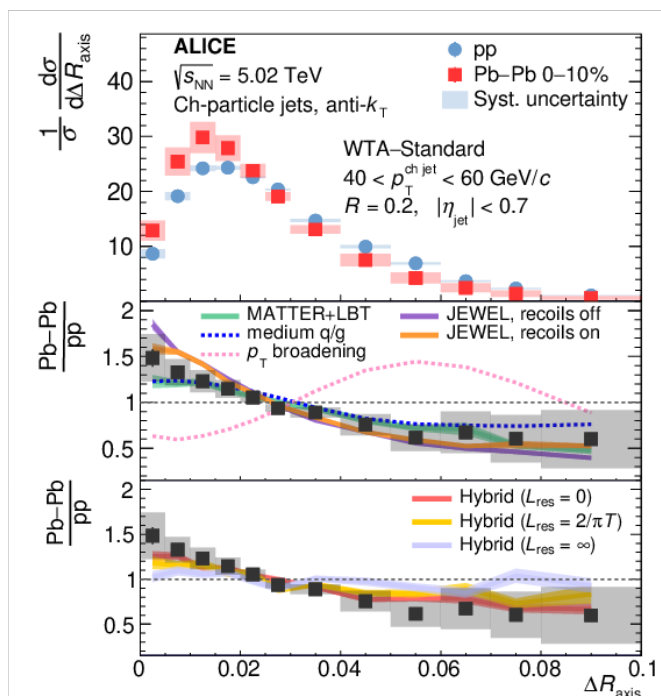 ALICE
√s_NN = 5.02 TeV
Ch-particle jets, anti-k_T
pp
Pb–Pb 0–10%
Syst. uncertainty
WTA–Standard
40 < p_T^{ch jet} < 60 GeV/c
R = 0.2, |η_jet| < 0.7
1/σ dσ/dΔR_axis
40
30
20
10
Pb–Pb/pp
2
1.5
1
0.5
MATTER+LBT
medium q/g
p_T broadening
JEWEL, recoils off
JEWEL, recoils on
Pb–Pb/pp
2
1.5
1
0.5
Hybrid (L_res = 0)
Hybrid (L_res = 2/πT)
Hybrid (L_res = ∞)
0 0.02 0.04 0.06 0.08 0.1
ΔR_axis